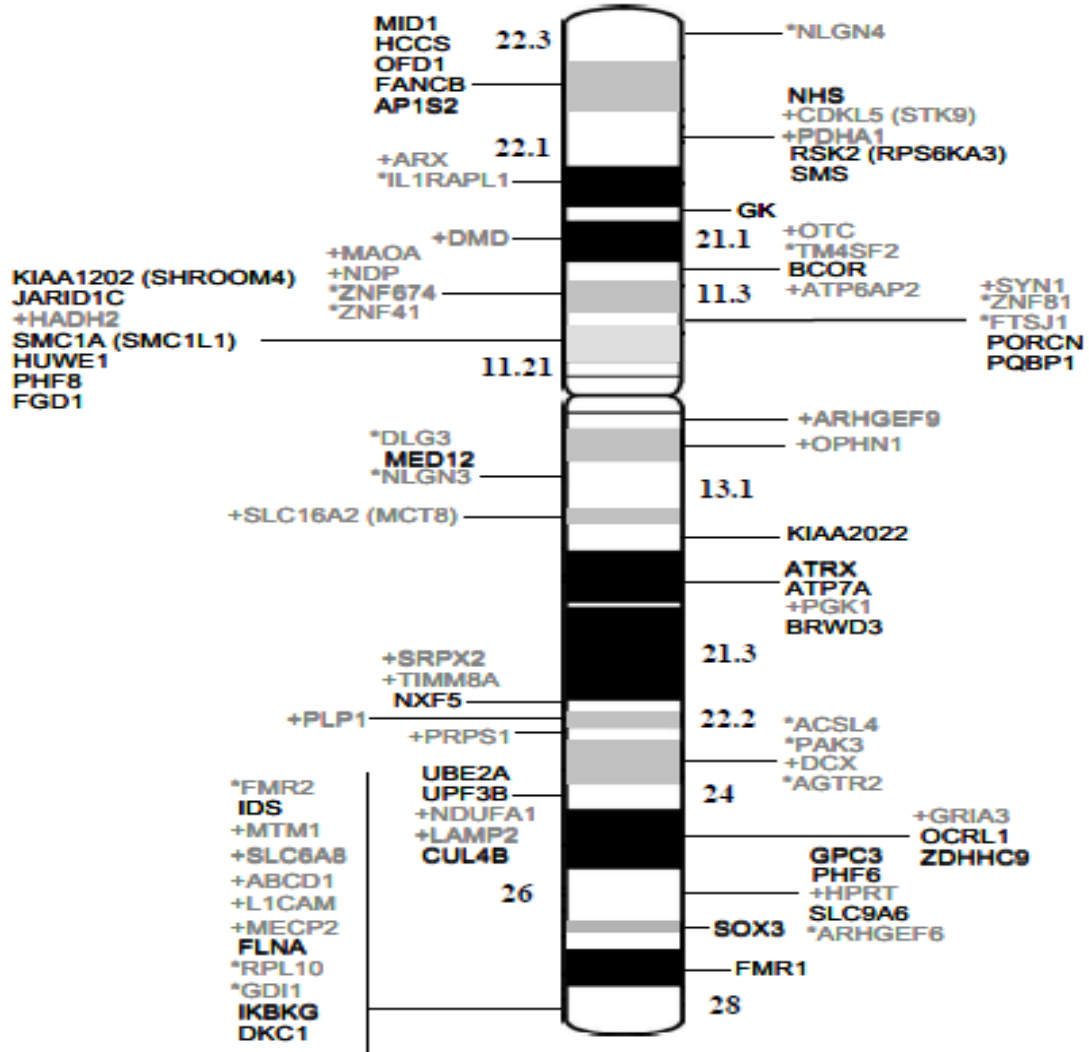 MID1
HCCS
OFD1
FANCB
AP1S2
22.3
*NLGN4
NHS
+CDKL5 (STK9)
+PDHA1
RSK2 (RPS6KA3)
SMS
22.1
+ARX
*IL1RAPL1
GK
+DMD
21.1
+OTC
*TM4SF2
BCOR
+ATP6AP2
+MAOA
+NDP
*ZNF674
*ZNF41
11.3
+SYN1
*ZNF81
*FTSJ1
PORCN
PQBP1
KIAA1202 (SHROOM4)
JARID1C
+HADH2
SMC1A (SMC1L1)
HUWE1
PHF8
FGD1
11.21
+ARHGEF9
+OPHN1
*DLG3
MED12
*NLGN3
13.1
+SLC16A2 (MCT8)
KIAA2022
ATRX
ATP7A
+PGK1
BRWD3
21.3
+SRPX2
+TIMM8A
NXF5
+PLP1
+PRPS1
22.2
*ACSL4
*PAK3
+DCX
*AGTR2
UBE2A
UPF3B
+NDUFA1
+LAMP2
CUL4B
24
+GRIA3
OCRL1
ZDHHC9
GPC3
PHF6
+HPRT
SLC9A6
*ARHGEF6
26
SOX3
FMR1
*FMR2
IDS
+MTM1
+SLC6A8
+ABCD1
+L1CAM
+MECP2
FLNA
*RPL10
*GDI1
IKBKG
DKC1
28